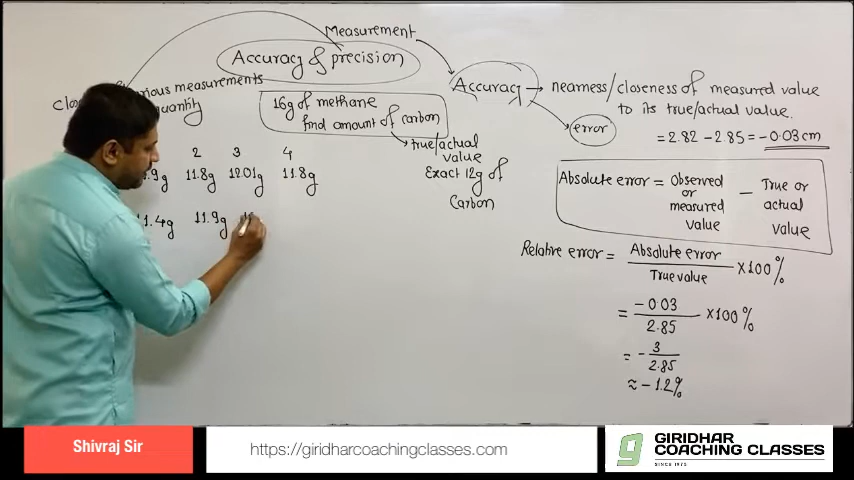 Measurement
Accuracy & precision
Accuracy → nearness/closeness of measured value
to its true/actual value.
error
= 2.82 - 2.85 = -0.03 cm
various measurements
quantity
16g of methane
find amount of carbon
true/actual
value
Exact 12g of
Carbon
2 3 4
11.8g 12.01g 11.8g
11.9g
Absolute error = Observed or measured value - True or actual value
Relative error = Absolute error / True value × 100%
= -0.03 / 2.85 × 100%
= - 3 / 2.85
≈ -1.2%
Shivraj Sir
https://giridharcoachingclasses.com
GIRIDHAR
COACHING CLASSES
SINCE 1975